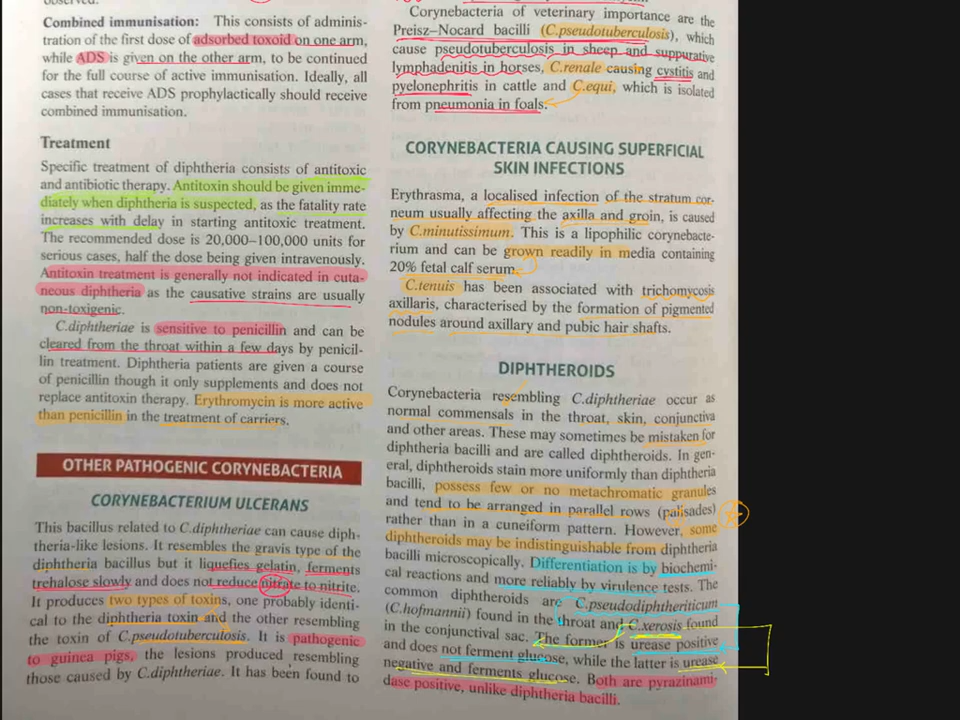 observed.
Combined immunisation: This consists of adminis-
tration of the first dose of adsorbed toxoid on one arm,
while ADS is given on the other arm, to be continued
for the full course of active immunisation. Ideally, all
cases that receive ADS prophylactically should receive
combined immunisation.
Treatment
Specific treatment of diphtheria consists of antitoxic
and antibiotic therapy. Antitoxin should be given imme-
diately when diphtheria is suspected, as the fatality rate
increases with delay in starting antitoxic treatment.
The recommended dose is 20,000–100,000 units for
serious cases, half the dose being given intravenously.
Antitoxin treatment is generally not indicated in cuta-
neous diphtheria as the causative strains are usually
non-toxigenic.
C.diphtheriae is sensitive to penicillin and can be
cleared from the throat within a few days by penicil-
lin treatment. Diphtheria patients are given a course
of penicillin though it only supplements and does not
replace antitoxin therapy. Erythromycin is more active
than penicillin in the treatment of carriers.
OTHER PATHOGENIC CORYNEBACTERIA
CORYNEBACTERIUM ULCERANS
This bacillus related to C.diphtheriae can cause diph-
theria-like lesions. It resembles the gravis type of the
diphtheria bacillus but it liquefies gelatin, ferments
trehalose slowly and does not reduce nitrate to nitrite.
It produces two types of toxins, one probably identi-
cal to the diphtheria toxin and the other resembling
the toxin of C.pseudotuberculosis. It is pathogenic
to guinea pigs, the lesions produced resembling
those caused by C.diphtheriae. It has been found to
Corynebacteria of veterinary importance are the
Preisz–Nocard bacilli (C.pseudotuberculosis), which
cause pseudotuberculosis in sheep and suppurative
lymphadenitis in horses, C.renale causing cystitis and
pyelonephritis in cattle and C.equi, which is isolated
from pneumonia in foals.
CORYNEBACTERIA CAUSING SUPERFICIAL
SKIN INFECTIONS
Erythrasma, a localised infection of the stratum cor-
neum usually affecting the axilla and groin, is caused
by C.minutissimum. This is a lipophilic corynebacte-
rium and can be grown readily in media containing
20% fetal calf serum.
C.tenuis has been associated with trichomycosis
axillaris, characterised by the formation of pigmented
nodules around axillary and pubic hair shafts.
DIPHTHEROIDS
Corynebacteria resembling C.diphtheriae occur as
normal commensals in the throat, skin, conjunctiva
and other areas. These may sometimes be mistaken for
diphtheria bacilli and are called diphtheroids. In gen-
eral, diphtheroids stain more uniformly than diphtheria
bacilli, possess few or no metachromatic granules
and tend to be arranged in parallel rows (palisades)
rather than in a cuneiform pattern. However, some
diphtheroids may be indistinguishable from diphtheria
bacilli microscopically. Differentiation is by biochemi-
cal reactions and more reliably by virulence tests. The
common diphtheroids are C.pseudodiphtheriticum
(C.hofmannii) found in the throat and C.xerosis found
in the conjunctival sac. The former is urease positive
and does not ferment glucose, while the latter is urease
negative and ferments glucose. Both are pyrazinami-
dase positive, unlike diphtheria bacilli.